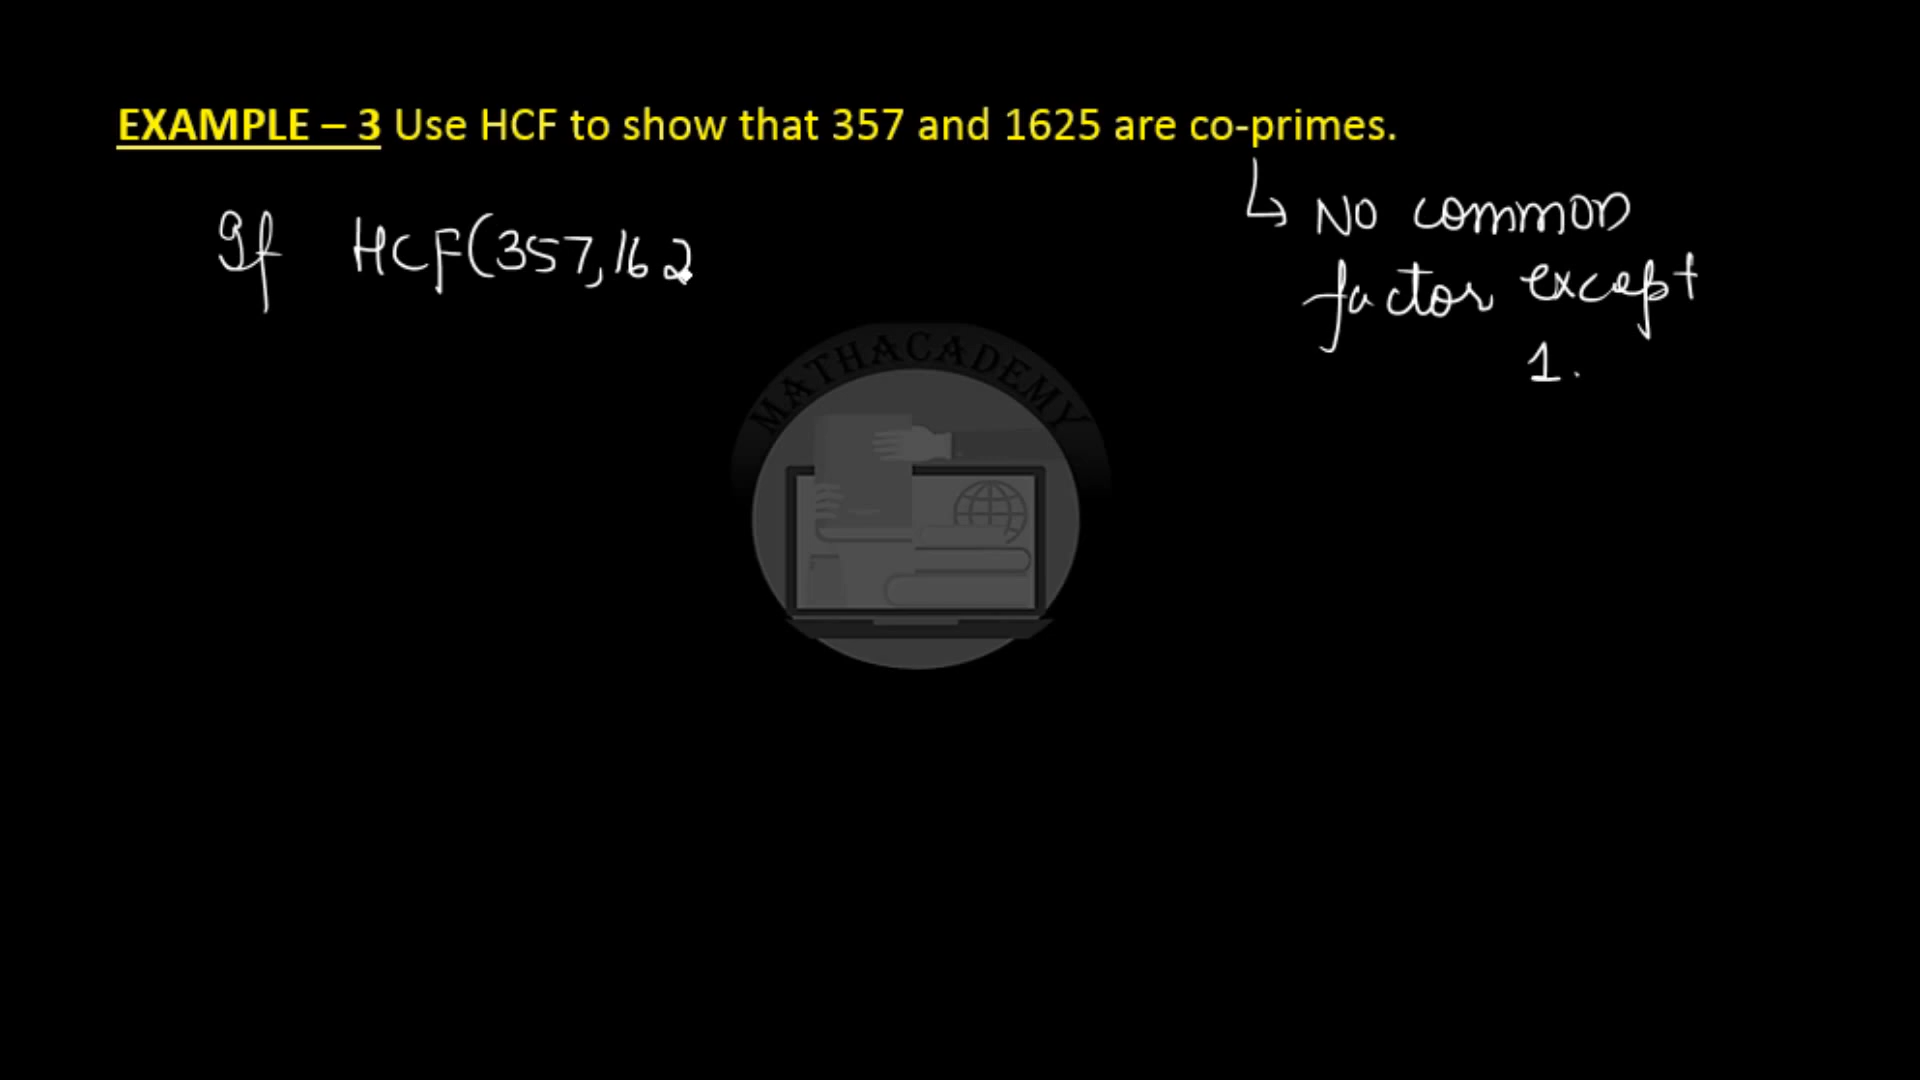 EXAMPLE – 3 Use HCF to show that 357 and 1625 are co-primes.
If HCF(357,162
↳ No common
factor except
1.
MATHACADEMY